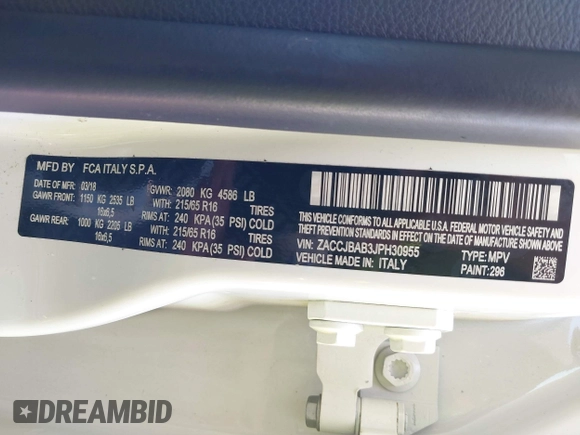 MFD BY FCA ITALY S.P.A.
DATE OF MFR: 03/18 GVWR: 2080 KG 4586 LB
GAWR FRONT: 1150 KG 2535 LB WITH: 215/65 R16 TIRES
16x6,5 RIMS AT: 240 KPA(35 PSI) COLD
GAWR REAR: 1000 KG 2205 LB WITH: 215/65 R16 TIRES
16x6,5 RIMS AT: 240 KPA(35 PSI) COLD
THIS VEHICLE CONFORMS TO ALL APPLICABLE U.S.A. FEDERAL MOTOR VEHICLE SAFETY, BUMPER AND
THEFT PREVENTION STANDARDS IN EFFECT ON THE DATE OF MANUFACTURE SHOWN ABOVE.
VIN: ZACCJBAB3JPH30955 TYPE: MPV
VEHICLE MADE IN: ITALY PAINT: 296
DREAMBID